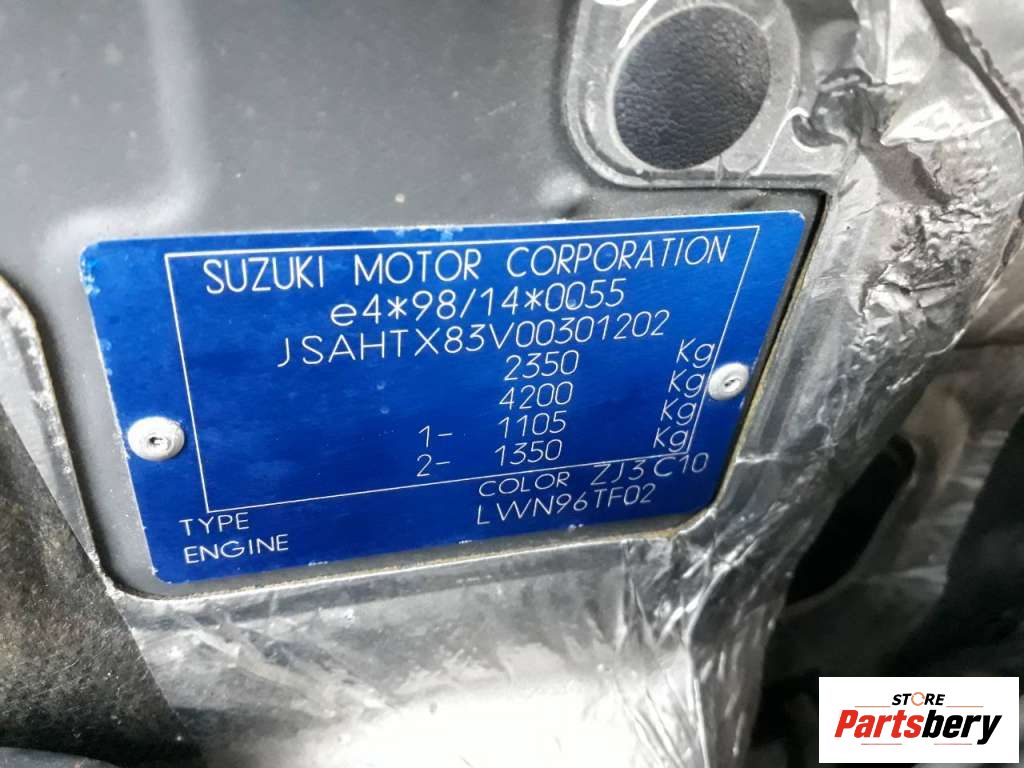 SUZUKI MOTOR CORPORATION
e4*98/14*0055
JSAHTX83V00301202
2350 Kg
4200 Kg
1- 1105 Kg
2- 1350 Kg
COLOR ZJ3 C10
TYPE LWN96TF02
ENGINE
STORE
Partsbery